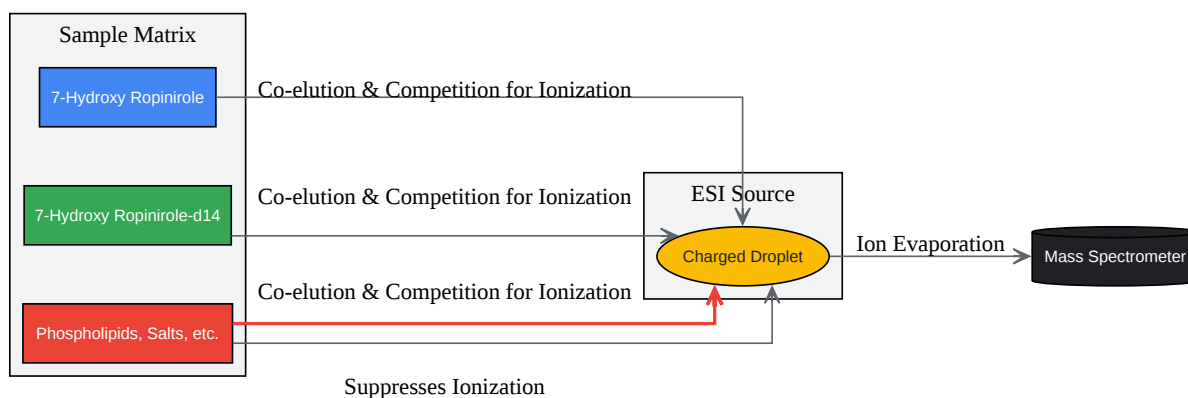 Sample Matrix
7-Hydroxy Ropinirole
Co-elution & Competition for Ionization
7-Hydroxy Ropinirole-d14
Co-elution & Competition for Ionization
ESI Source
Charged Droplet
Ion Evaporation
Mass Spectrometer
Phospholipids, Salts, etc.
Co-elution & Competition for Ionization
Suppresses Ionization